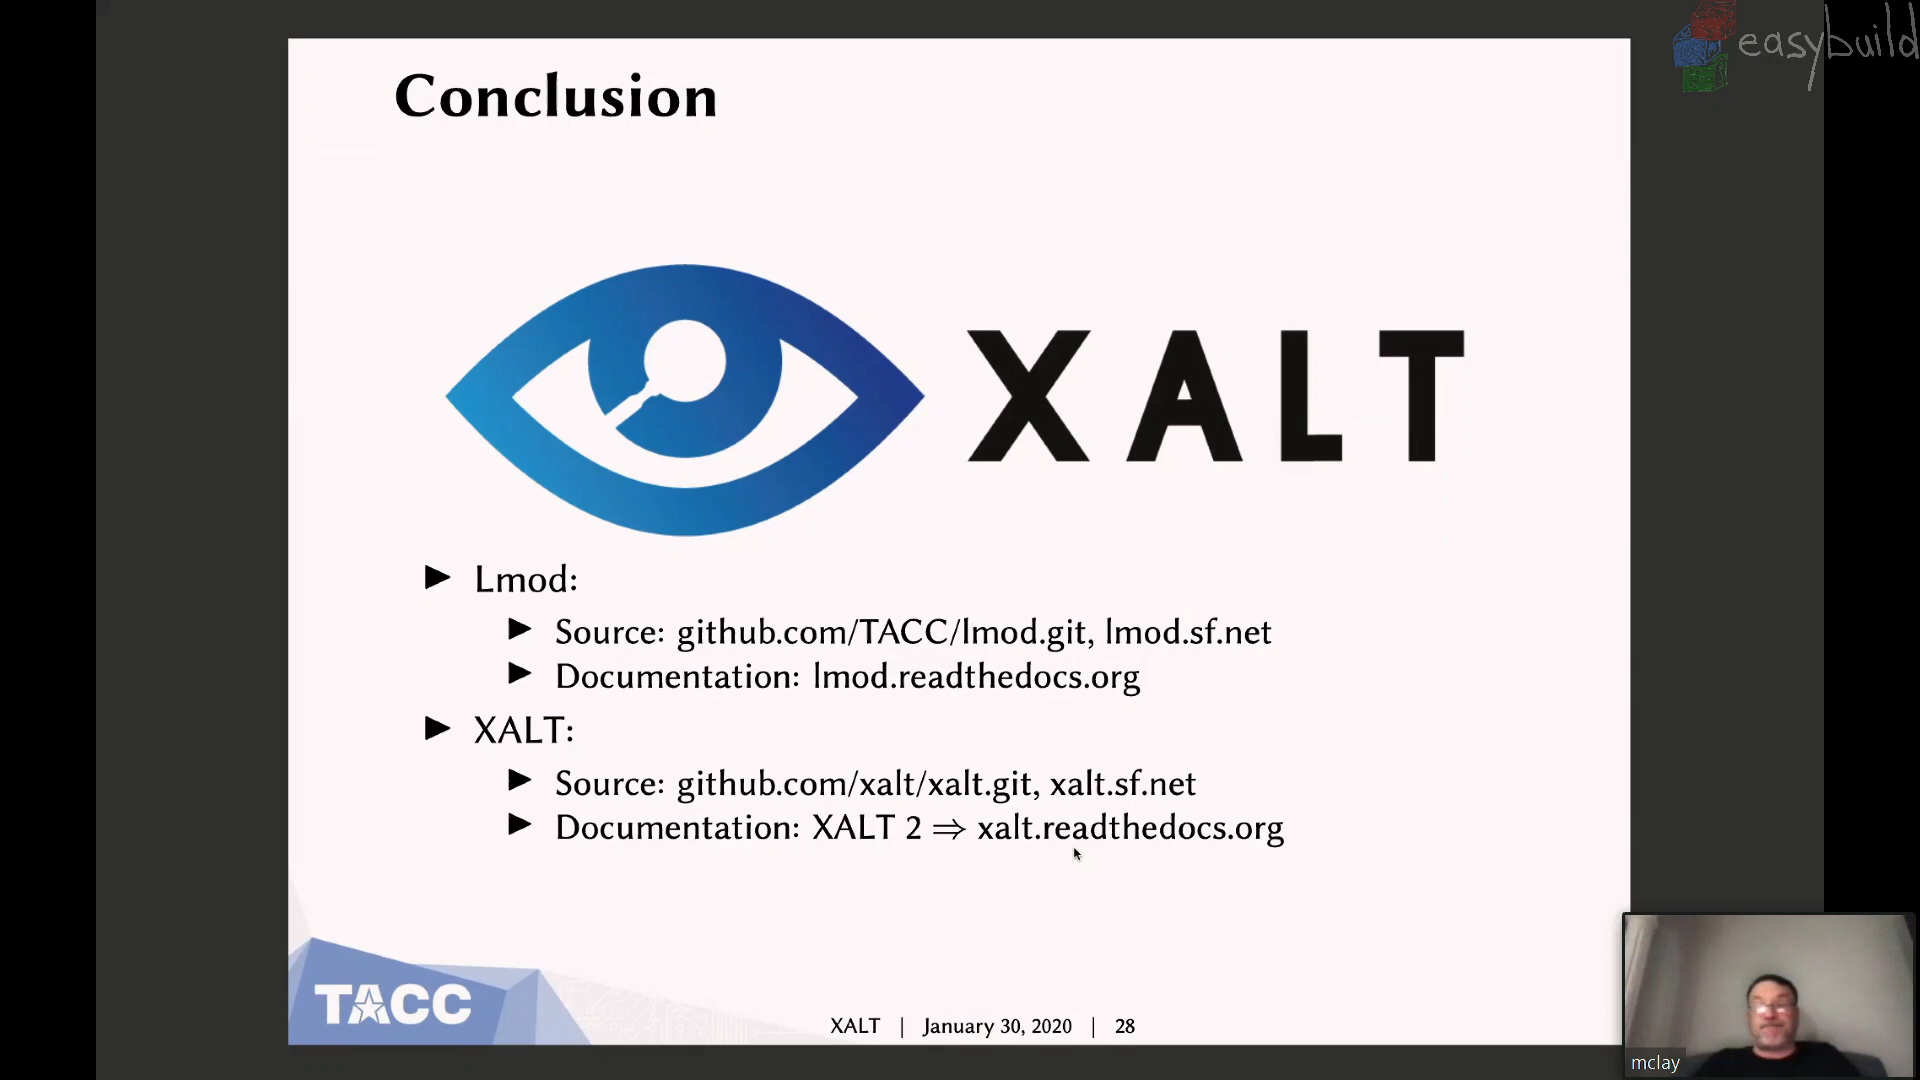 easybuild
Conclusion
XALT
Lmod:
Source: github.com/TACC/lmod.git, lmod.sf.net
Documentation: lmod.readthedocs.org
XALT:
Source: github.com/xalt/xalt.git, xalt.sf.net
Documentation: XALT 2 ⇒ xalt.readthedocs.org
TACC
XALT | January 30, 2020 | 28
mclay